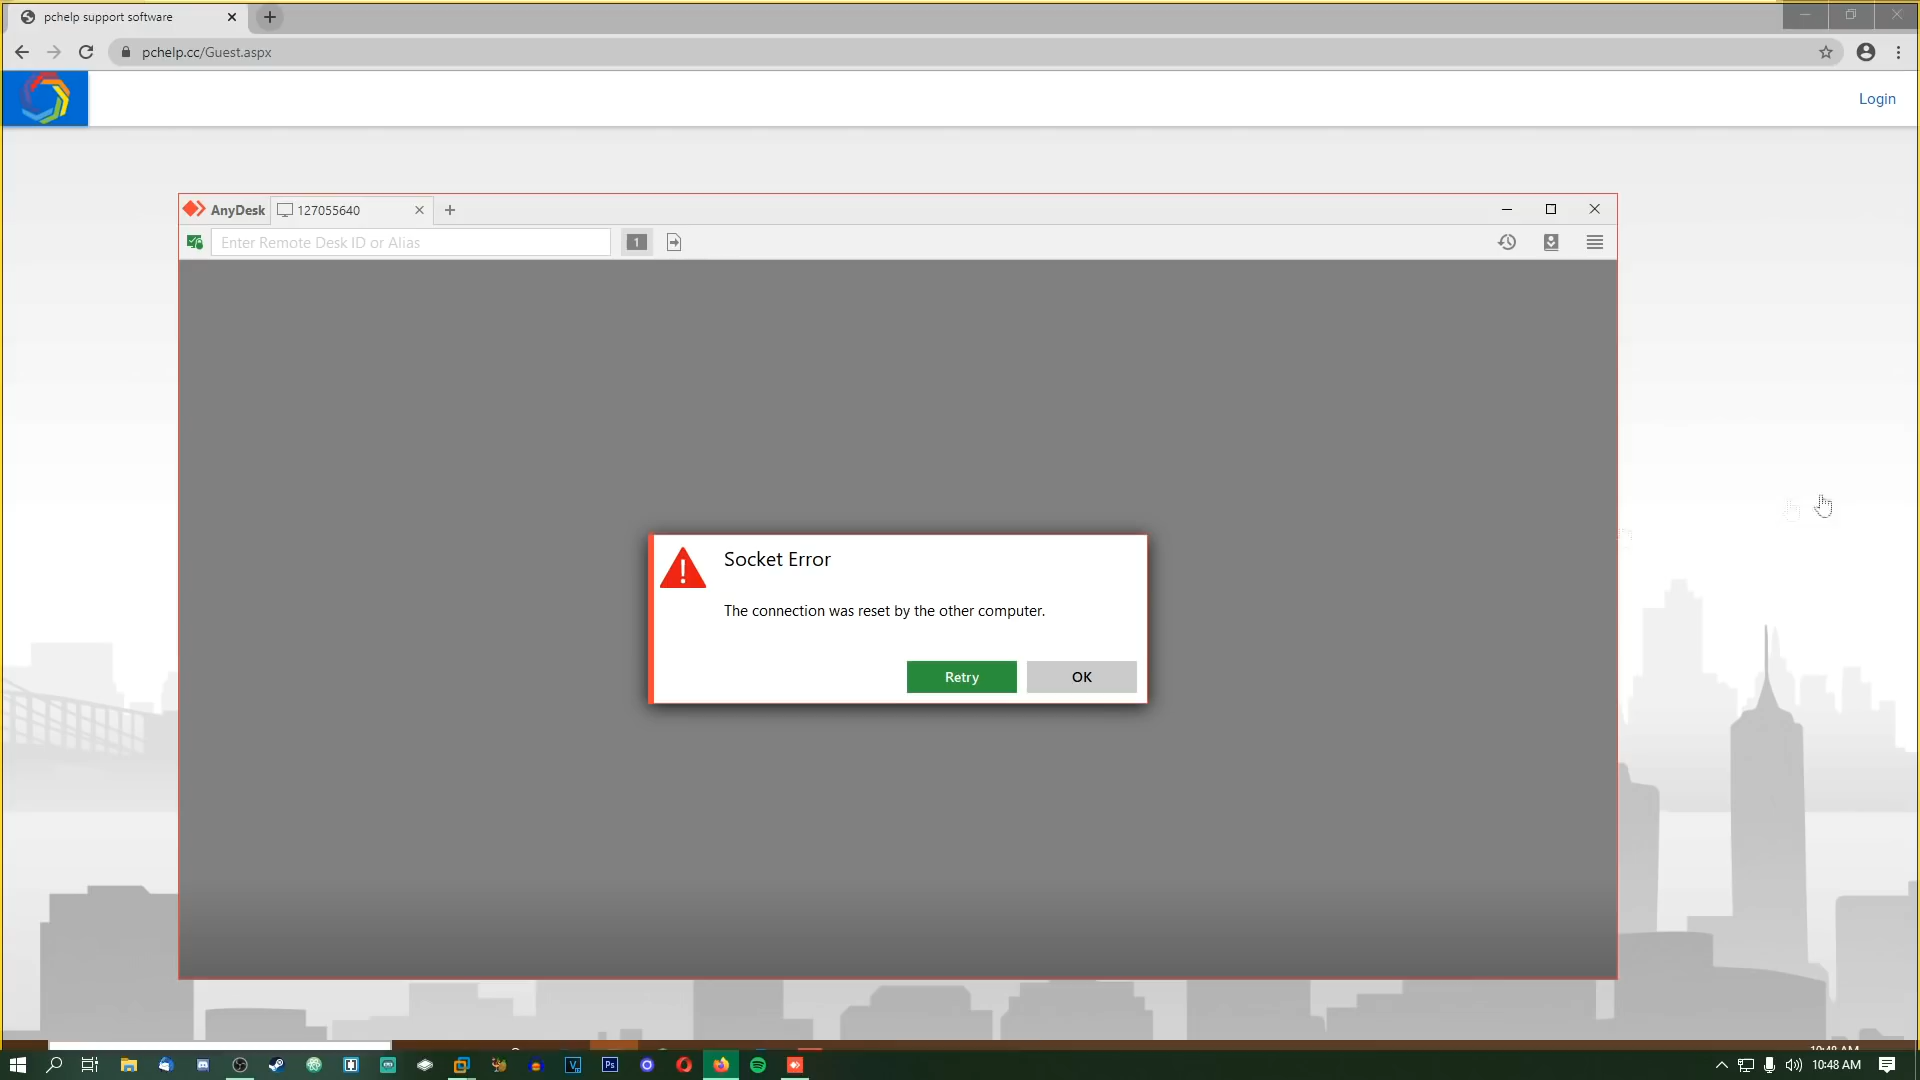 pchelp support software
pchelp.cc/Guest.aspx
Login
AnyDesk
127055640
Enter Remote Desk ID or Alias
1
Socket Error
The connection was reset by the other computer.
Retry
OK
Ps
10:48 AM